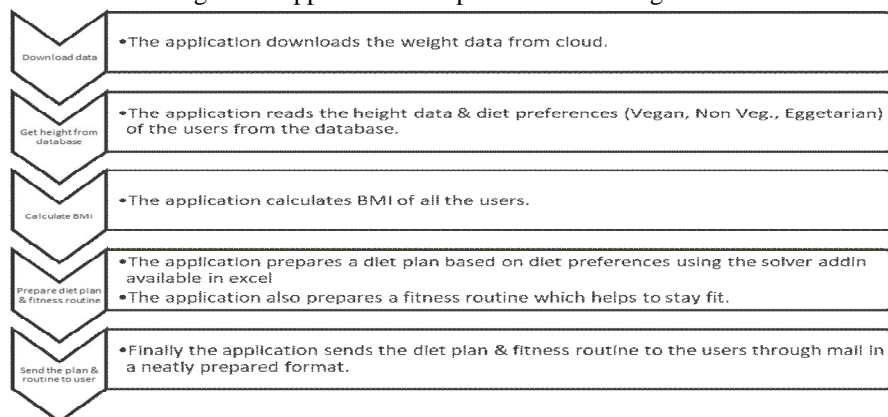 Download data
•The application downloads the weight data from cloud.
Get height from
database
•The application reads the height data & diet preferences (Vegan, Non Veg., Eggetarian)
of the users from the database.
Calculate BMI
•The application calculates BMI of all the users.
Prepare diet plan
& fitness routine
•The application prepares a diet plan based on diet preferences using the solver addin
available in excel
•The application also prepares a fitness routine which helps to stay fit.
Send the plan &
routine to user
•Finally the application sends the diet plan & fitness routine to the users through mail in
a neatly prepared format.